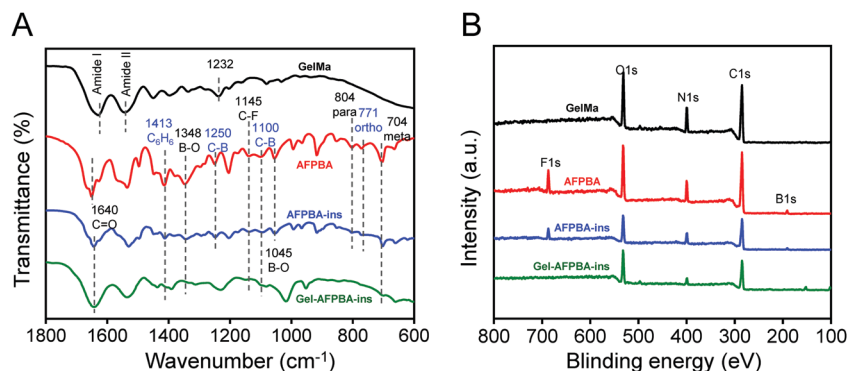 A
Amide I
Amide II
1232
GelMa
1413
C6H6
1348
B-O
1250
C-B
1145
C-F
1100
C-B
804
para
771
ortho
704
meta
AFPBA
1640
C=O
AFPBA-ins
1045
B-O
Gel-AFPBA-ins
Transmittance (%)
1800 1600 1400 1200 1000 800 600
Wavenumber (cm⁻¹)
B
O1s
N1s
C1s
GelMa
F1s
AFPBA
B1s
AFPBA-ins
Gel-AFPBA-ins
Intensity (a.u.)
800 700 600 500 400 300 200 100
Blinding energy (eV)